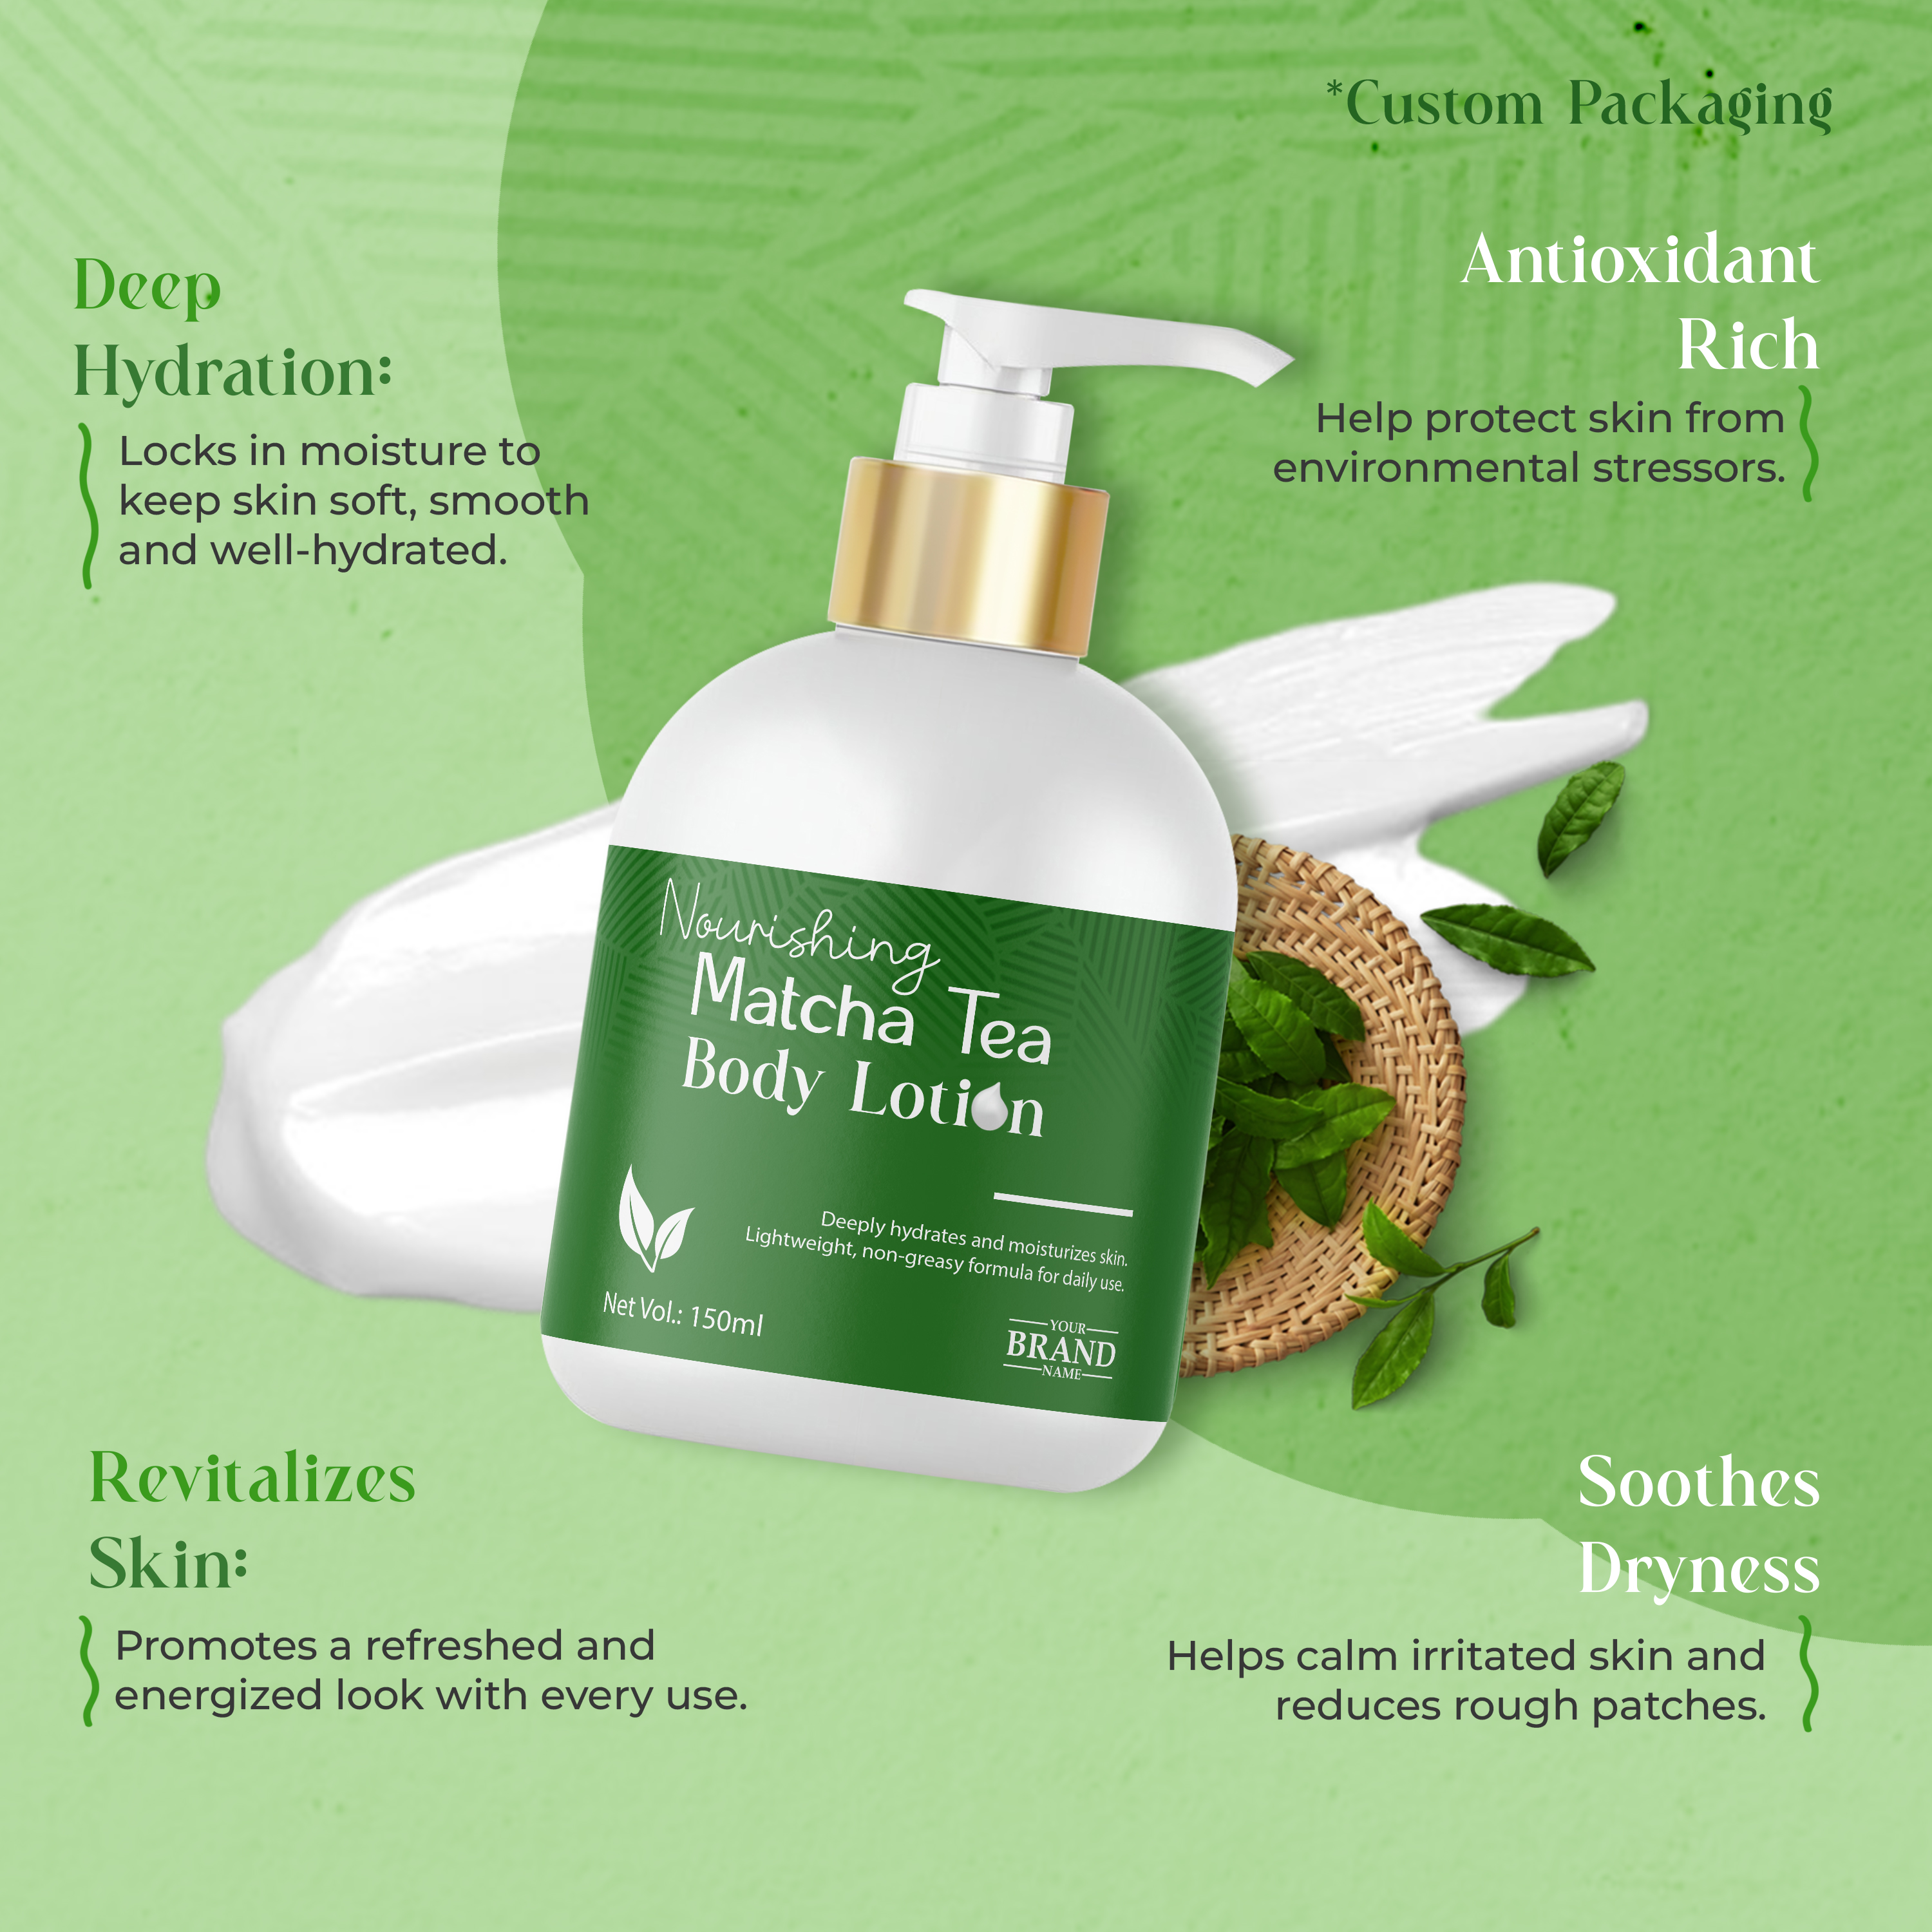 *Custom Packaging
Deep
Hydration:
Locks in moisture to
keep skin soft, smooth
and well-hydrated.
Antioxidant
Rich
Help protect skin from
environmental stressors.
Nourishing
Matcha Tea
Body Lotion
Deeply hydrates and moisturizes skin.
Lightweight, non-greasy formula for daily use.
Net Vol.: 150ml
YOUR
BRAND
NAME
Revitalizes
Skin:
Promotes a refreshed and
energized look with every use.
Soothes
Dryness
Helps calm irritated skin and
reduces rough patches.